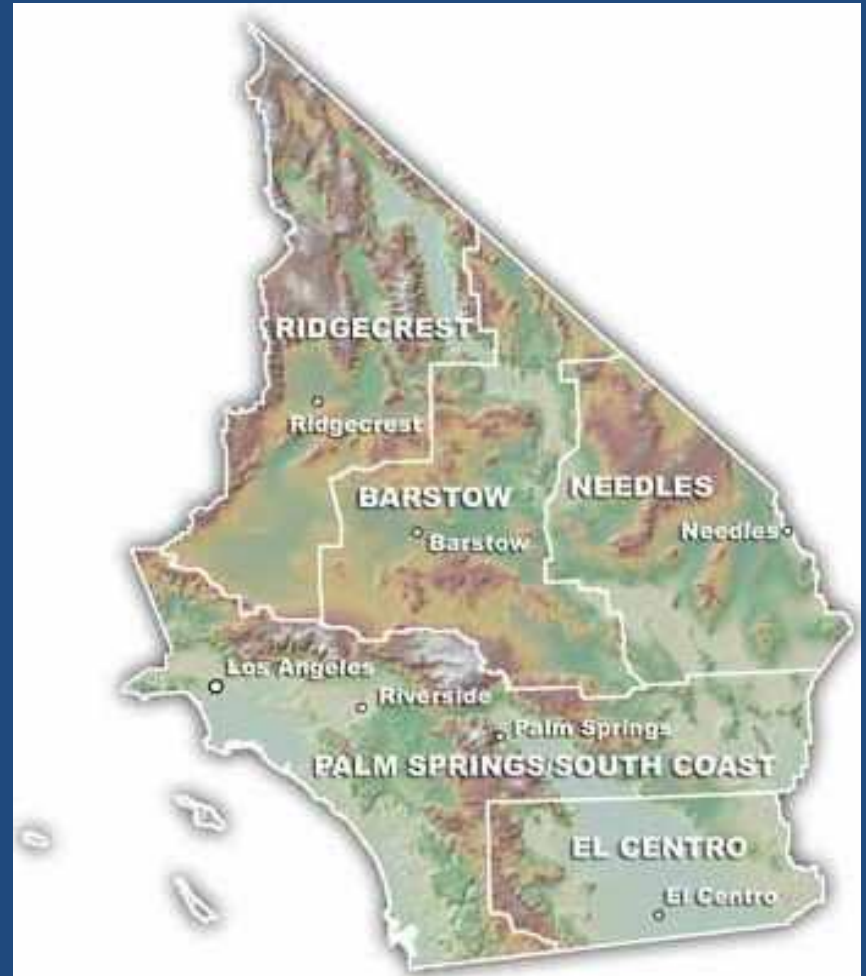 RIDGECREST
Ridgecrest
BARSTOW
NEEDLES
Barstow
Needles
Los Angeles
Riverside
Palm Springs
PALM SPRINGS/SOUTH COAST
EL CENTRO
El Centro